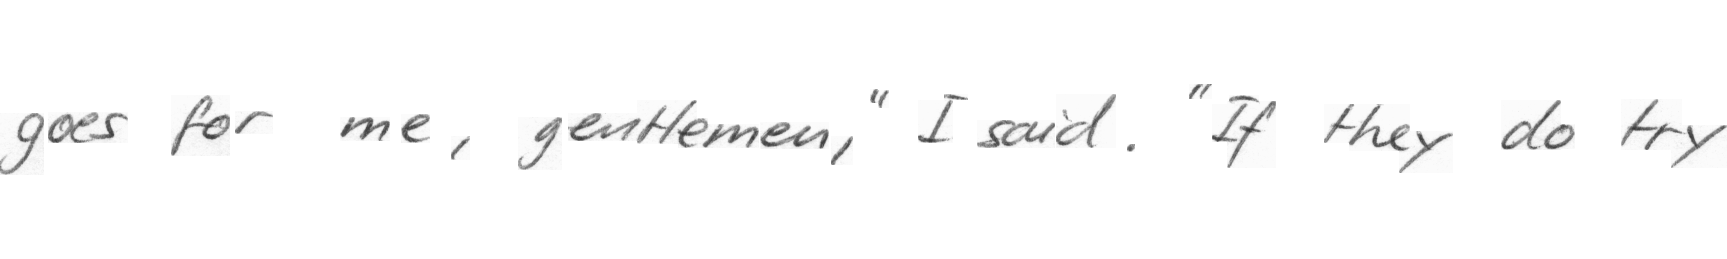 goes for me, gentlemen," I said. "If they do try